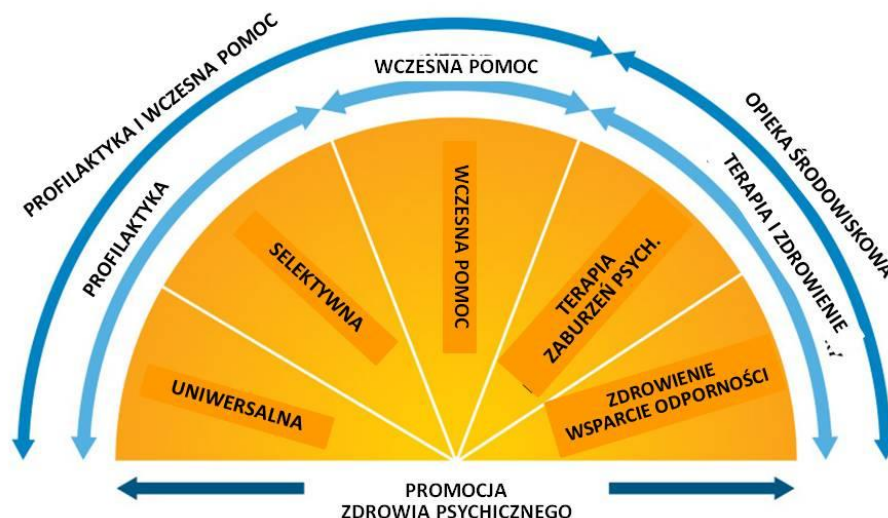 WCZESNA POMOC
PROFILAKTYKA I WCZESNA POMOC
OPIEKA ŚRODOWISKOWA
PROFILAKTYKA
TERAPIA I ZDROWIENIE
WCZESNA POMOC
SELEKTYWNA
TERAPIA
ZABURZEŃ PSYCH.
UNIWERSALNA
ZDROWIENIE
WSPARCIE ODPORNOŚCI
PROMOCJA
ZDROWIA PSYCHICZNEGO